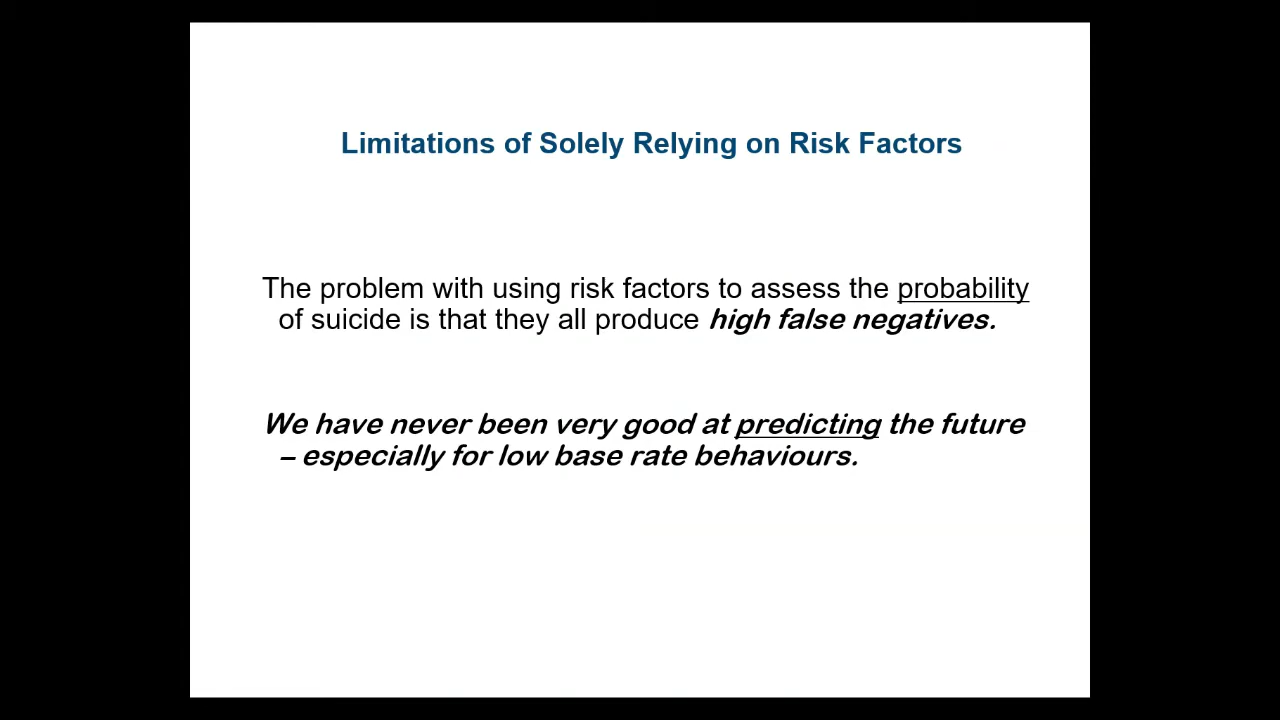 Limitations of Solely Relying on Risk Factors
The problem with using risk factors to assess the probability
of suicide is that they all produce high false negatives.
We have never been very good at predicting the future
– especially for low base rate behaviours.